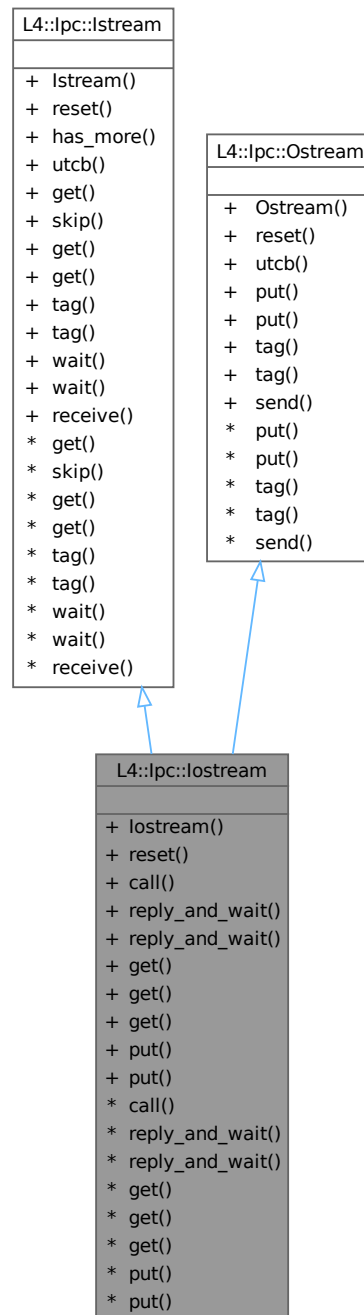 L4::Ipc::Istream
+ Istream()
+ reset()
+ has_more()
+ utcb()
+ get()
+ skip()
+ get()
+ get()
+ tag()
+ tag()
+ wait()
+ wait()
+ receive()
* get()
* skip()
* get()
* get()
* tag()
* tag()
* wait()
* wait()
* receive()
L4::Ipc::Ostream
+ Ostream()
+ reset()
+ utcb()
+ put()
+ put()
+ tag()
+ tag()
+ send()
* put()
* put()
* tag()
* tag()
* send()
L4::Ipc::Iostream
+ Iostream()
+ reset()
+ call()
+ reply_and_wait()
+ reply_and_wait()
+ get()
+ get()
+ get()
+ put()
+ put()
* call()
* reply_and_wait()
* reply_and_wait()
* get()
* get()
* get()
* put()
* put()